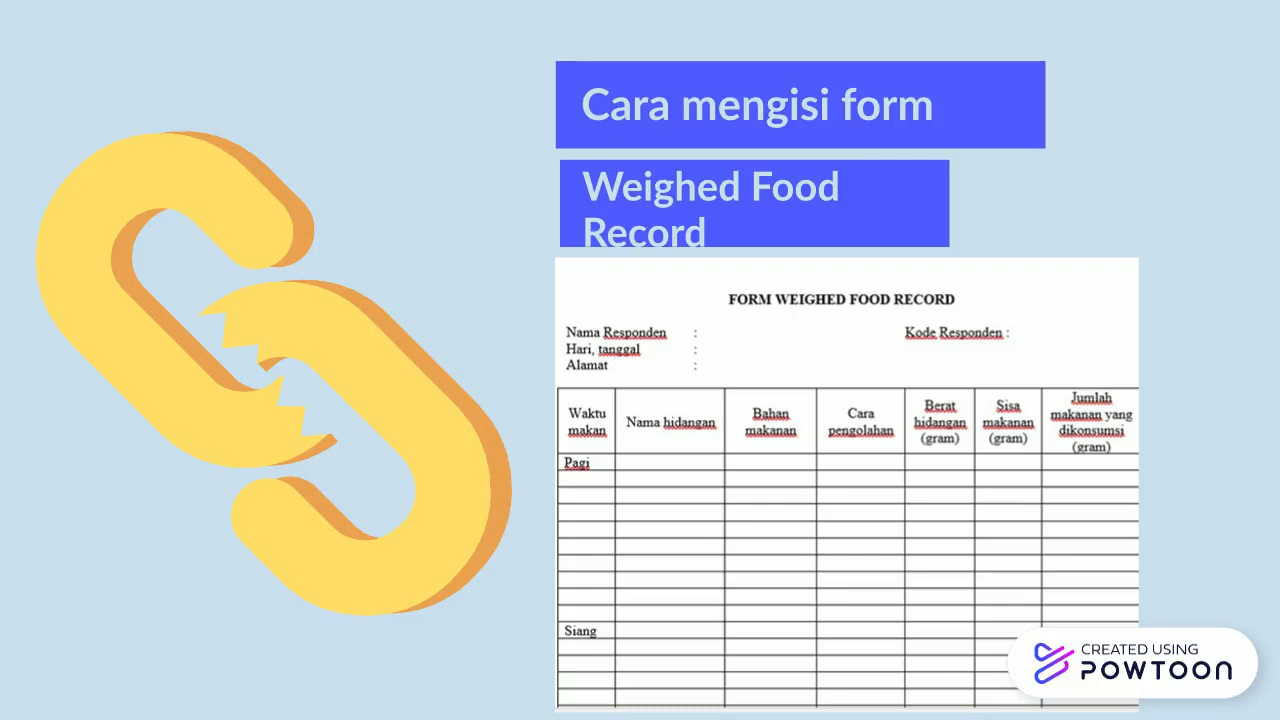 Cara mengisi form
Weighed Food
Record
FORM WEIGHED FOOD RECORD
Nama Responden :
Kode Responden :
Hari, tanggal :
Alamat :
Waktu
makan
Nama hidangan
Bahan
makanan
Cara
pengolahan
Berat
hidangan
(gram)
Sisa
makanan
(gram)
Jumlah
makanan yang
dikonsumsi
(gram)
Pagi
Siang
CREATED USING
POWTOON